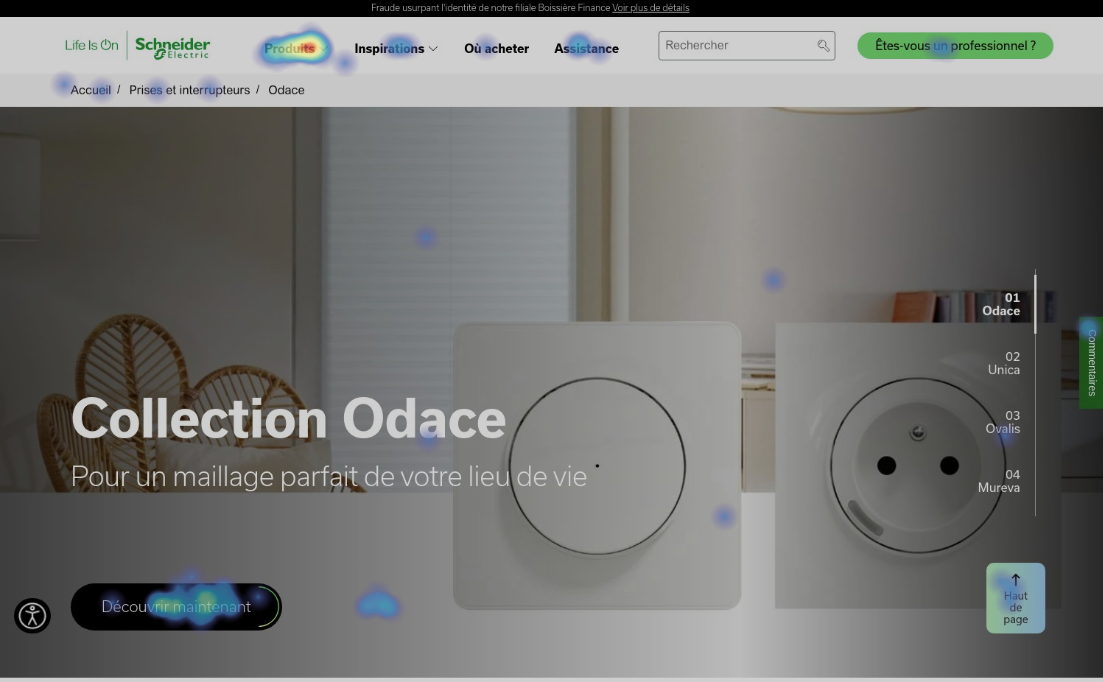 Fraude usurpant l'identité de notre filiale Boissière Finance Voir plus de détails
Life Is On | Schneider Electric
Produits
Inspirations
Où acheter
Assistance
Rechercher
Êtes-vous un professionnel ?
Accueil / Prises et interrupteurs / Odace
01
Odace
02
Unica
Commentaires
03
Ovalis
04
Mureva
Collection Odace
Pour un maillage parfait de votre lieu de vie
Découvrir maintenant
Haut
de
page